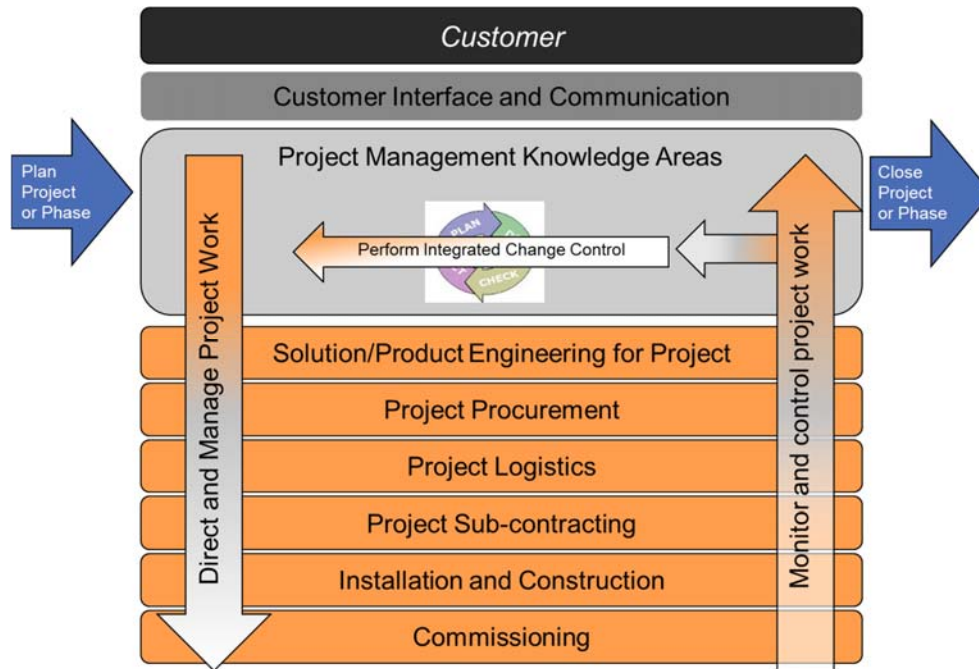 Customer
Customer Interface and Communication
Plan
Project
or Phase
Project Management Knowledge Areas
Close
Project
or Phase
PLAN
Perform Integrated Change Control
CHECK
Direct and Manage Project Work
Monitor and control project work
Solution/Product Engineering for Project
Project Procurement
Project Logistics
Project Sub-contracting
Installation and Construction
Commissioning